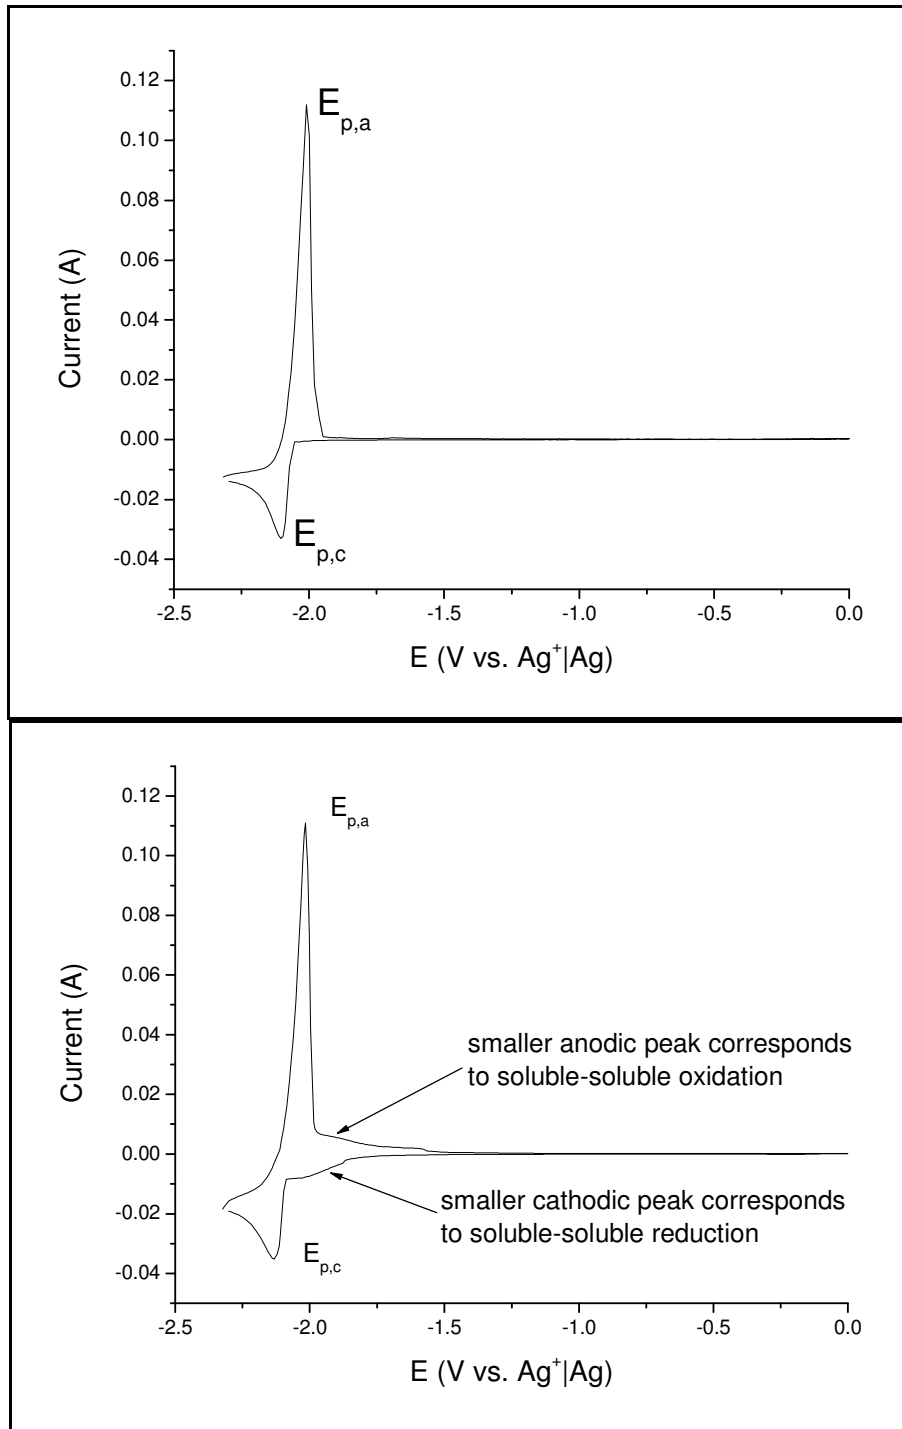 0.12
E p,a
0.10
0.08
0.06
0.04
0.02
0.00
-0.02
E p,c
-0.04
Current (A)
-2.5 -2.0 -1.5 -1.0 -0.5 0.0
E (V vs. Ag⁺|Ag)
0.12
E p,a
0.10
0.08
0.06
0.04
0.02
0.00
-0.02
-0.04
Current (A)
smaller anodic peak corresponds
to soluble-soluble oxidation
smaller cathodic peak corresponds
to soluble-soluble reduction
E p,c
-2.5 -2.0 -1.5 -1.0 -0.5 0.0
E (V vs. Ag⁺|Ag)